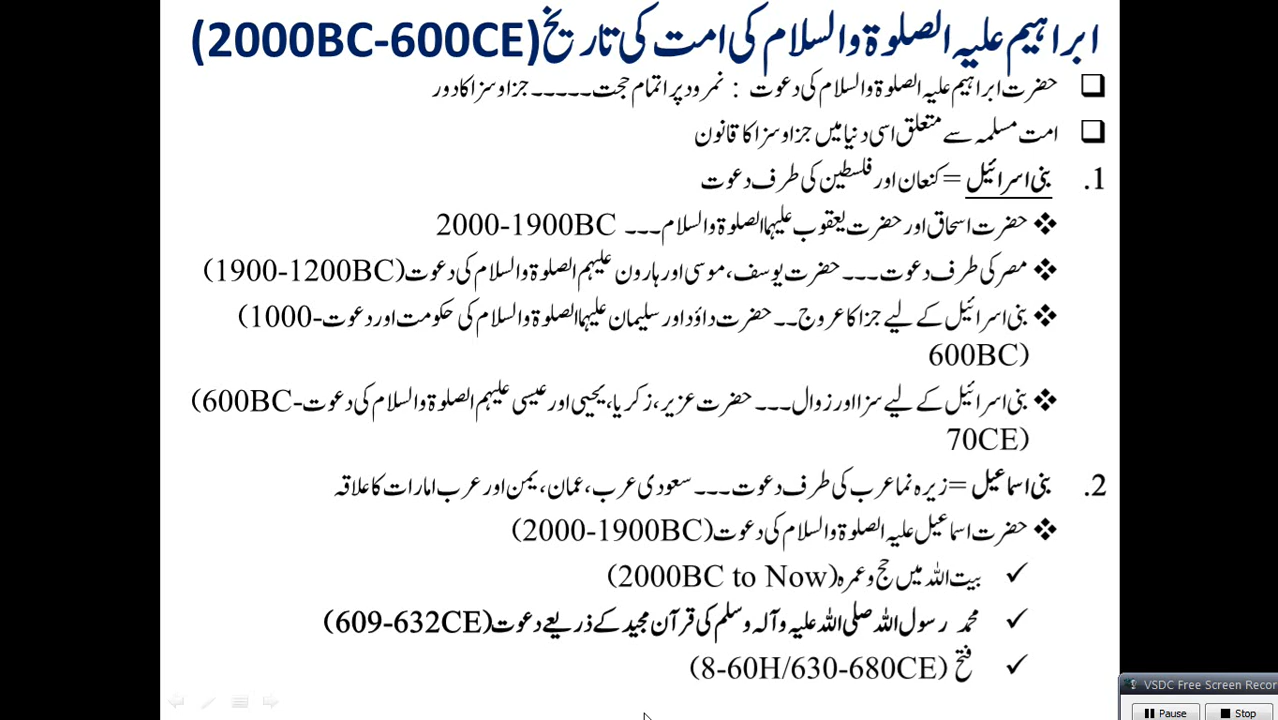 ابراہیم علیہ الصلوۃ والسلام کی امت کی تاریخ (2000BC-600CE)
❑ حضرت ابراہیم علیہ الصلوۃ والسلام کی دعوت : نمرود پر اتمام حجت۔۔۔۔۔ جزا و سزا کا دور
❑ امت مسلمہ سے متعلق اسی دنیا میں جزا و سزا کا قانون
1. بنی اسرائیل = کنعان اور فلسطین کی طرف دعوت
❖ حضرت اسحاق اور حضرت یعقوب علیہما الصلوۃ والسلام۔۔۔ 2000-1900BC
❖ مصر کی طرف دعوت۔۔۔ حضرت یوسف، موسی اور ہارون علیہم الصلوۃ والسلام کی دعوت (1900-1200BC)
❖ بنی اسرائیل کے لیے جزا کا عروج۔۔ حضرت داؤد اور سلیمان علیہما الصلوۃ والسلام کی حکومت اور دعوت (1000-
600BC)
❖ بنی اسرائیل کے لیے سزا اور زوال۔۔۔ حضرت عزیر، زکریا، یحیی اور عیسی علیہم الصلوۃ والسلام کی دعوت (600BC-
70CE)
2. بنی اسماعیل = زیرہ نما عرب کی طرف دعوت۔۔۔ سعودی عرب، عمان، یمن اور عرب امارات کا علاقہ
❖ حضرت اسماعیل علیہ الصلوۃ والسلام کی دعوت (2000-1900BC)
✓ بیت اللہ میں حج و عمرہ (2000BC to Now)
✓ محمد رسول اللہ صلی اللہ علیہ وآلہ وسلم کی قرآن مجید کے ذریعے دعوت (609-632CE)
✓ فتح (8-60H/630-680CE)
VSDC Free Screen Recor
Pause Stop